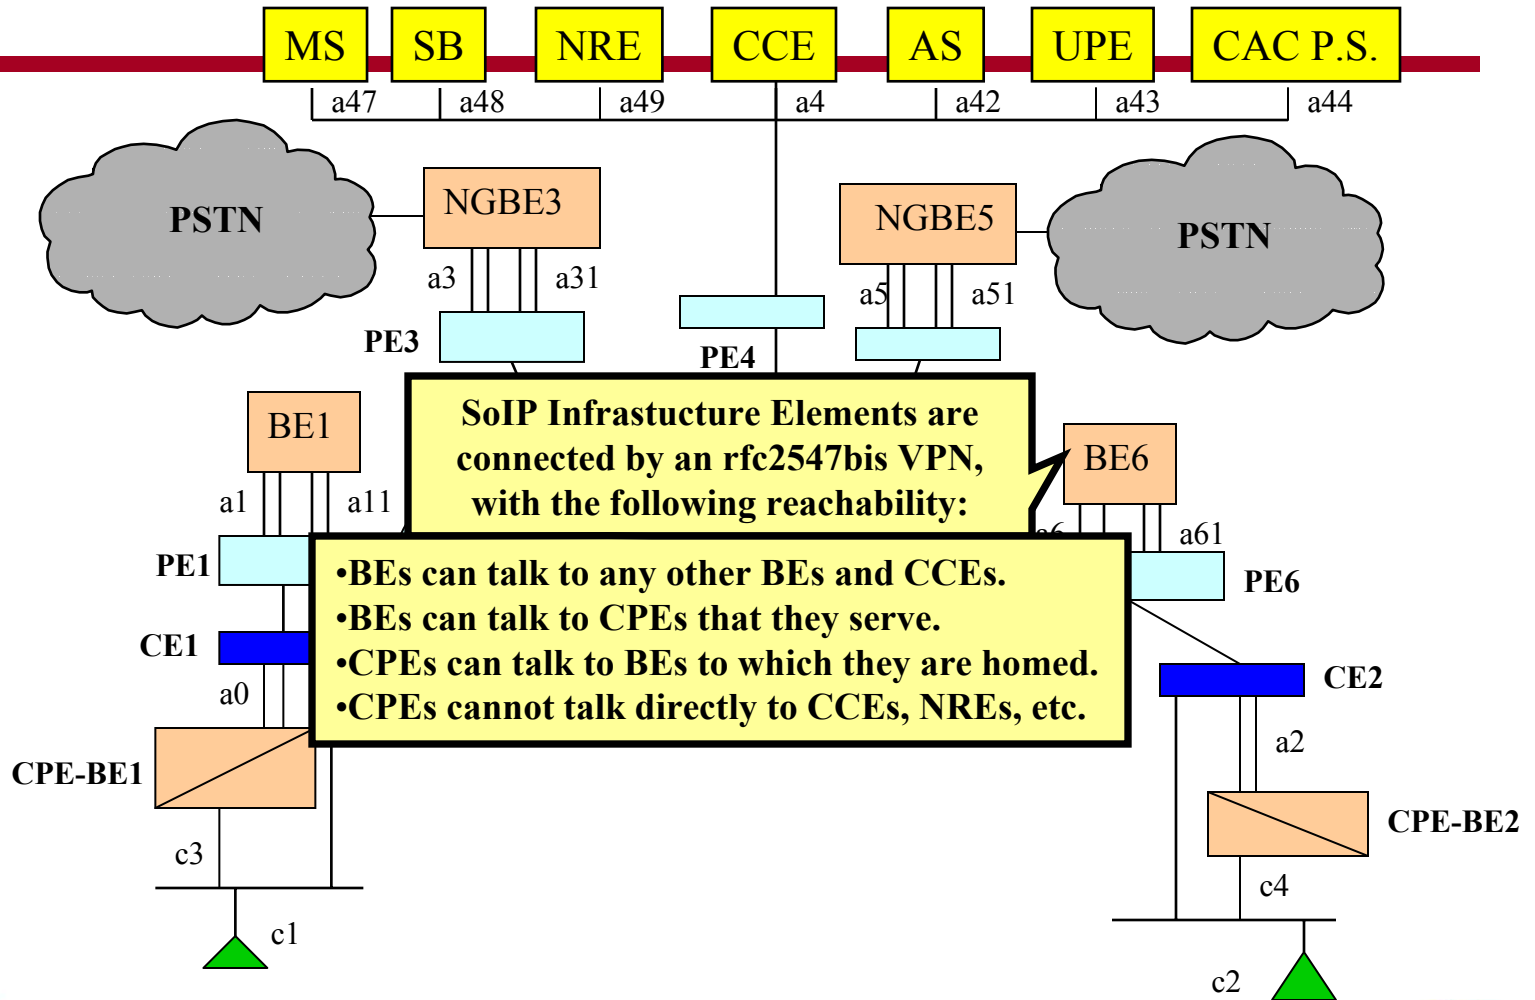 MS SB NRE CCE AS UPE CAC P.S.
a47 a48 a49 a4 a42 a43 a44
PSTN
NGBE3
NGBE5
PSTN
a3 a31
a5 a51
PE3
PE4
BE1
SoIP Infrastucture Elements are
connected by an rfc2547bis VPN,
with the following reachability:
BE6
a1 a11
a6 a61
PE1
•BEs can talk to any other BEs and CCEs.
•BEs can talk to CPEs that they serve.
•CPEs can talk to BEs to which they are homed.
•CPEs cannot talk directly to CCEs, NREs, etc.
PE6
CE1
a0
CE2
a2
CPE-BE1
CPE-BE2
c3
c4
c1
c2